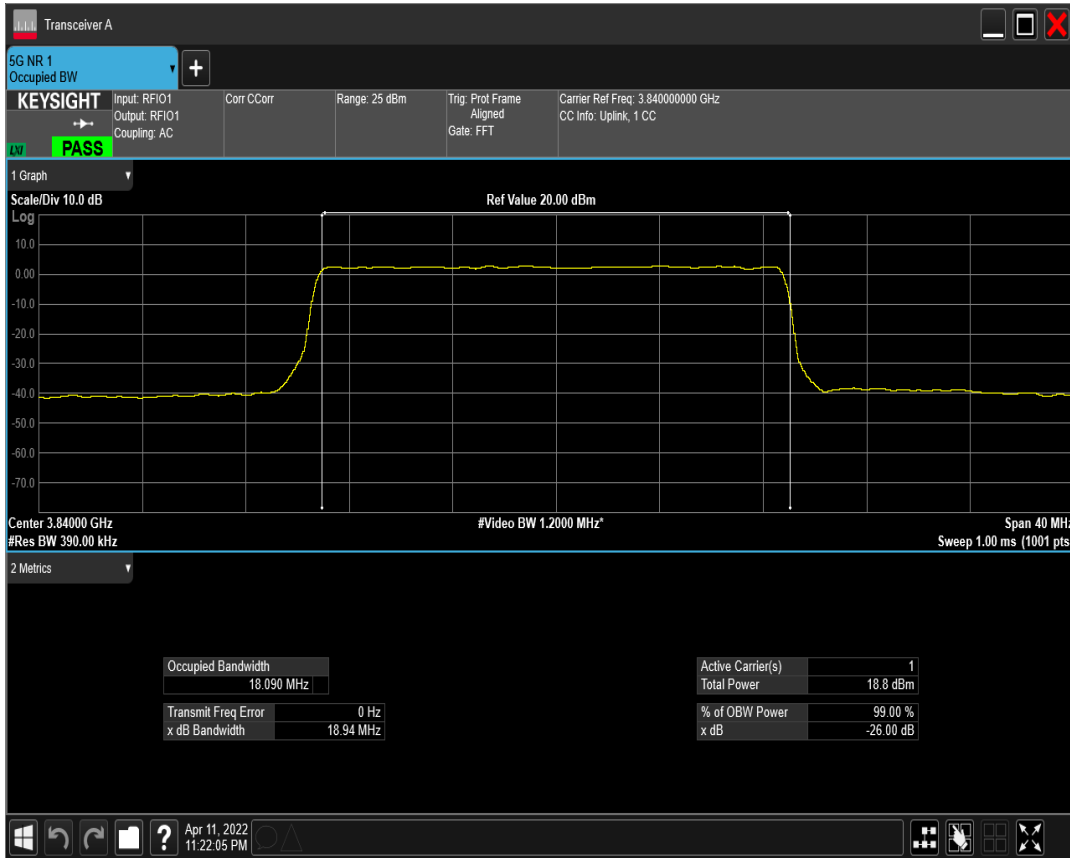 Transceiver A
5G NR 1
Occupied BW
+
KEYSIGHT
LXI
PASS
Input: RFIO1
Output: RFIO1
Coupling: AC
Corr CCorr
Range: 25 dBm
Trig: Prot Frame
Aligned
Gate: FFT
Carrier Ref Freq: 3.840000000 GHz
CC Info: Uplink, 1 CC
1 Graph
Scale/Div 10.0 dB
Ref Value 20.00 dBm
Log
10.0
0.00
-10.0
-20.0
-30.0
-40.0
-50.0
-60.0
-70.0
Center 3.84000 GHz
#Video BW 1.2000 MHz*
Span 40 MHz
#Res BW 390.00 kHz
Sweep 1.00 ms (1001 pts
2 Metrics
Occupied Bandwidth
18.090 MHz
Transmit Freq Error 0 Hz
x dB Bandwidth 18.94 MHz
Active Carrier(s) 1
Total Power 18.8 dBm
% of OBW Power 99.00 %
x dB -26.00 dB
?
Apr 11, 2022
11:22:05 PM